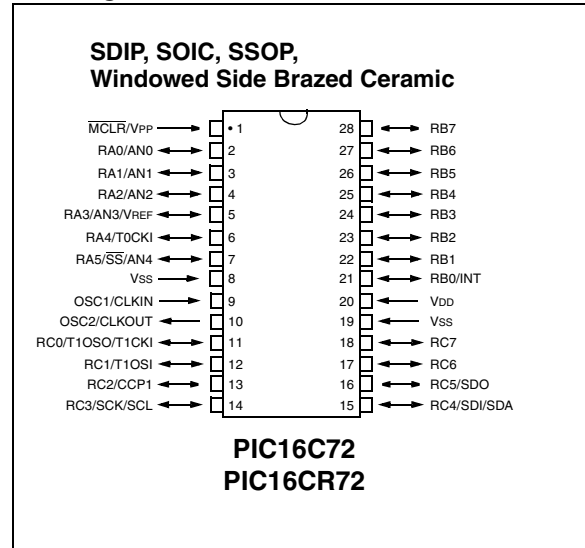 SDIP, SOIC, SSOP,
Windowed Side Brazed Ceramic
MCLR/VPP • 1 28 RB7
RA0/AN0 2 27 RB6
RA1/AN1 3 26 RB5
RA2/AN2 4 25 RB4
RA3/AN3/VREF 5 24 RB3
RA4/T0CKI 6 23 RB2
RA5/SS/AN4 7 22 RB1
VSS 8 21 RB0/INT
OSC1/CLKIN 9 20 VDD
OSC2/CLKOUT 10 19 VSS
RC0/T1OSO/T1CKI 11 18 RC7
RC1/T1OSI 12 17 RC6
RC2/CCP1 13 16 RC5/SDO
RC3/SCK/SCL 14 15 RC4/SDI/SDA
PIC16C72
PIC16CR72